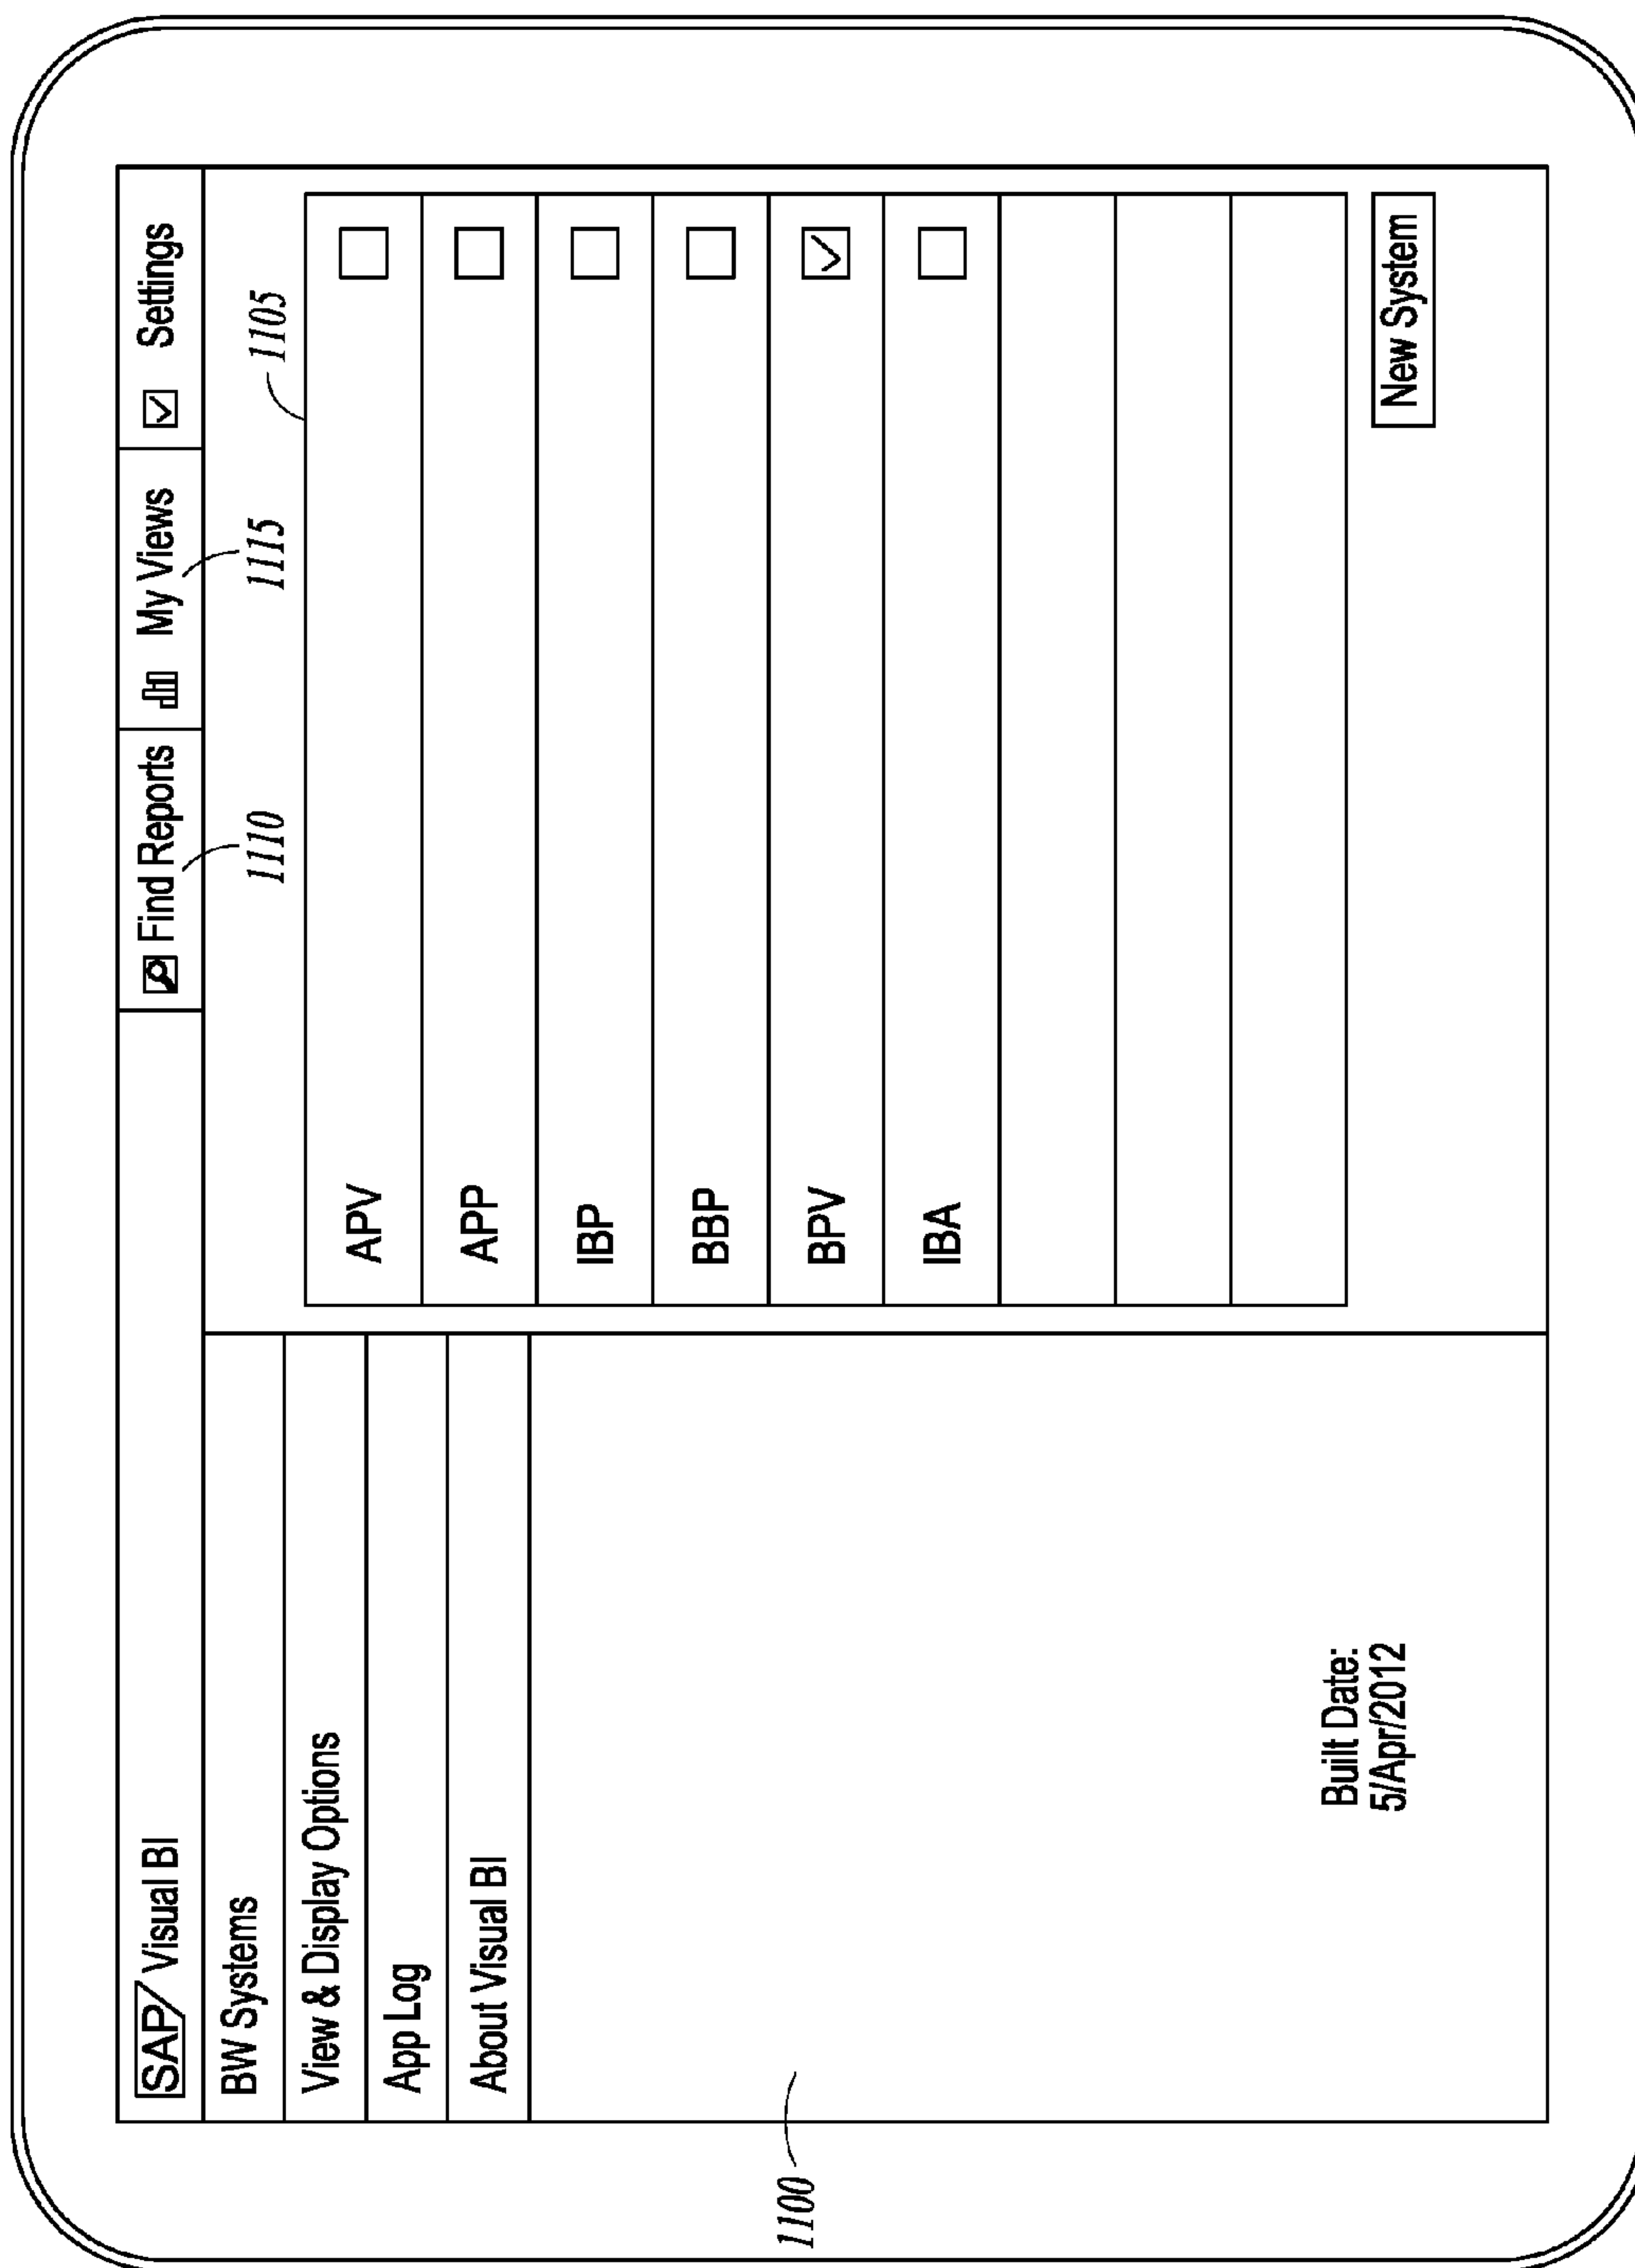 SAP Visual BI
Find Reports
My Views
Settings
1110
1115
1105
BW Systems
View & Display Options
App Log
About Visual BI
APV
APP
IBP
BBP
BPV
IBA
New System
Built Date:
5/Apr/2012
1100